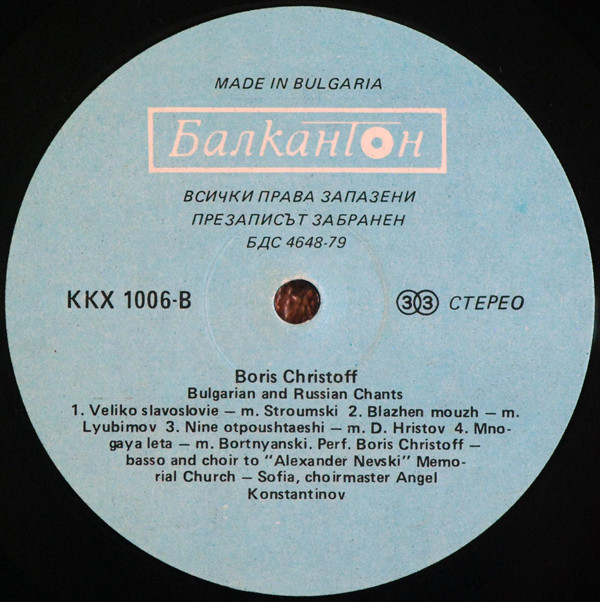 MADE IN BULGARIA
Балкантон
ВСИЧКИ ПРАВА ЗАПАЗЕНИ
ПРЕЗАПИСЪТ ЗАБРАНЕН
БДС 4648-79
ККХ 1006-В
33 СТЕРЕО
Boris Christoff
Bulgarian and Russian Chants
1. Veliko slavoslovie — m. Stroumski 2. Blazhen mouzh — m.
Lyubimov 3. Nine otpoushtaeshi — m. D. Hristov 4. Mno-
gaya leta — m. Bortnyanski. Perf. Boris Christoff —
basso and choir to "Alexander Nevski" Memo-
rial Church — Sofia, choirmaster Angel
Konstantinov